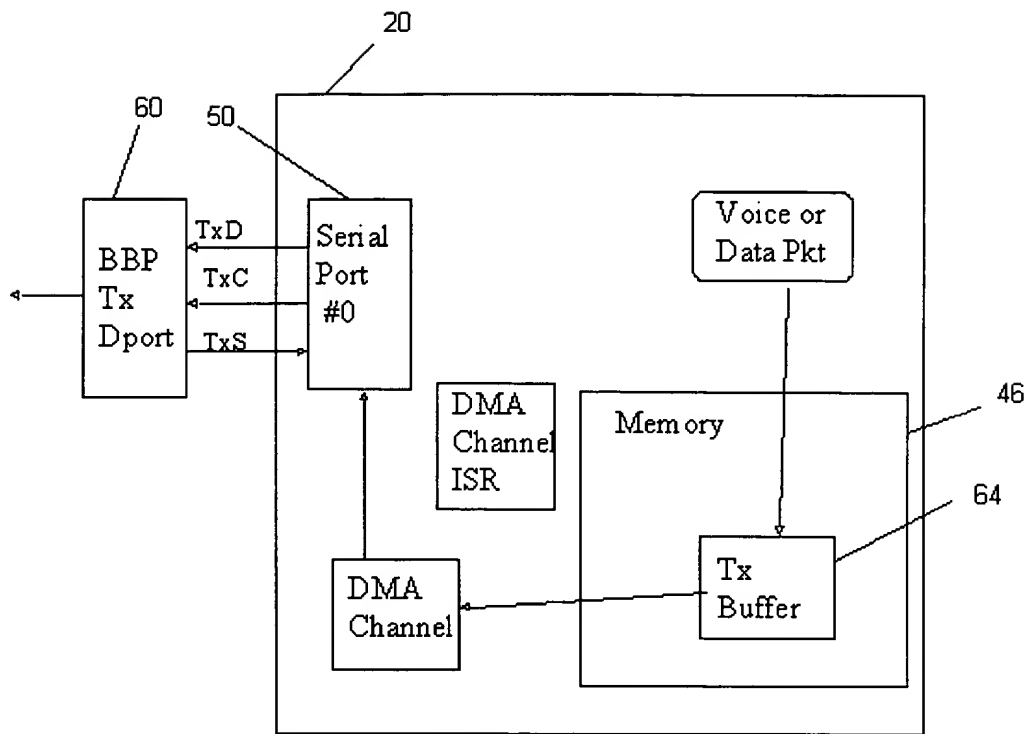 20
60
50
BBP
Tx
Dport
TxD
TxC
TxS
Serial
Port
#0
Voice or
Data Pkt
DMA
Channel
ISR
Memory
46
64
Tx
Buffer
DMA
Channel